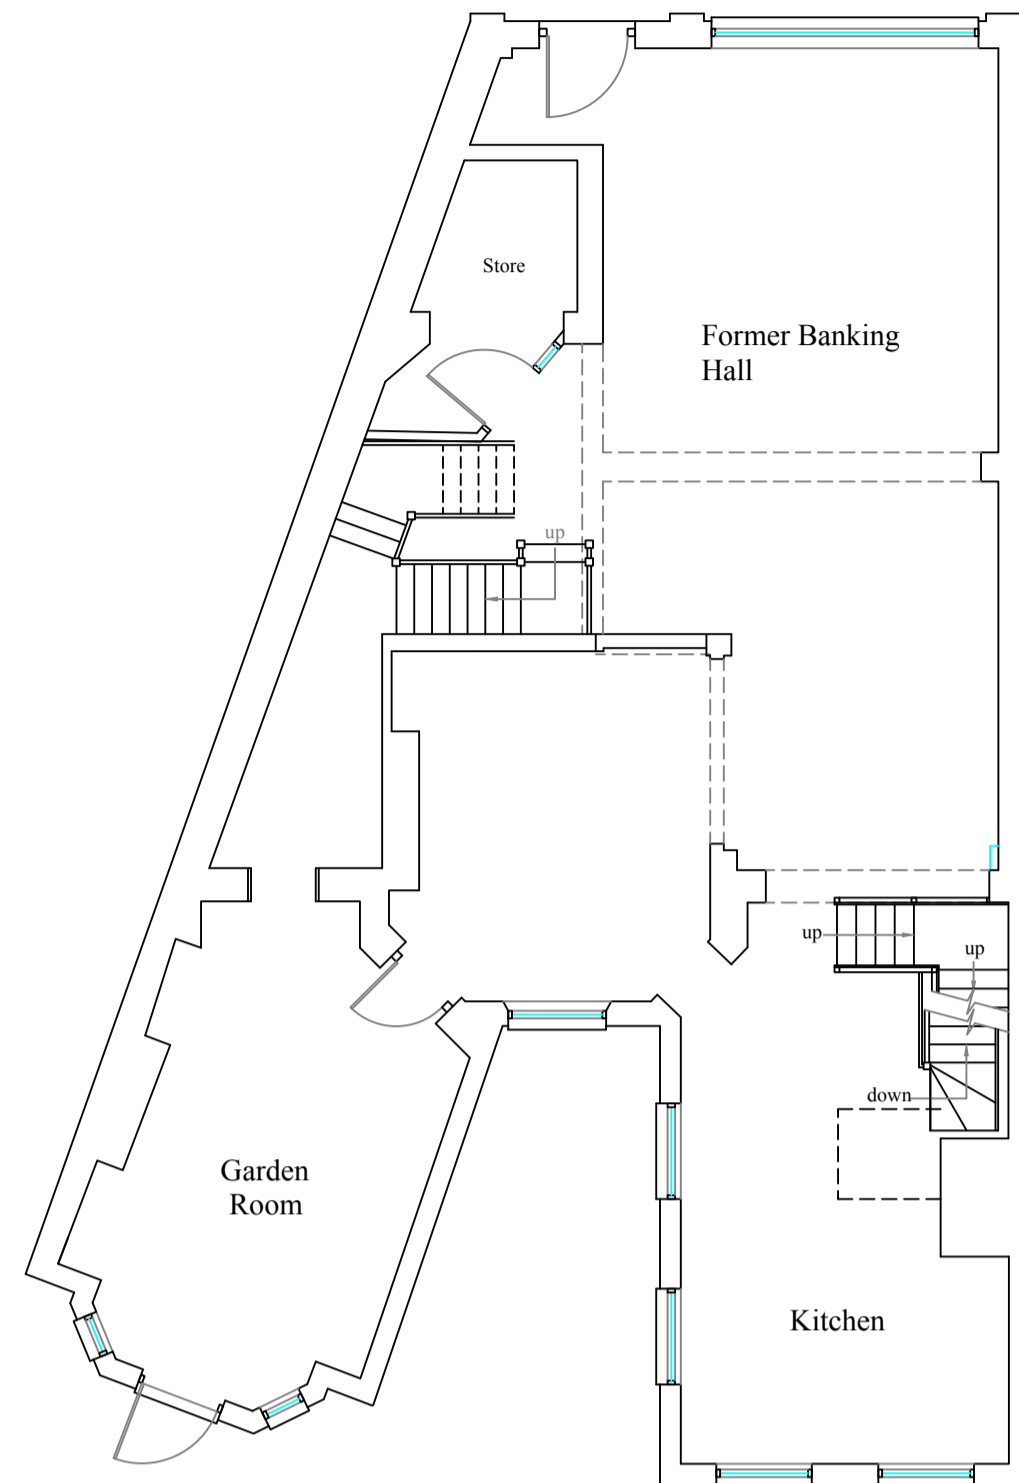 Store
Former Banking
Hall
up
up
up
down
Garden
Room
Kitchen